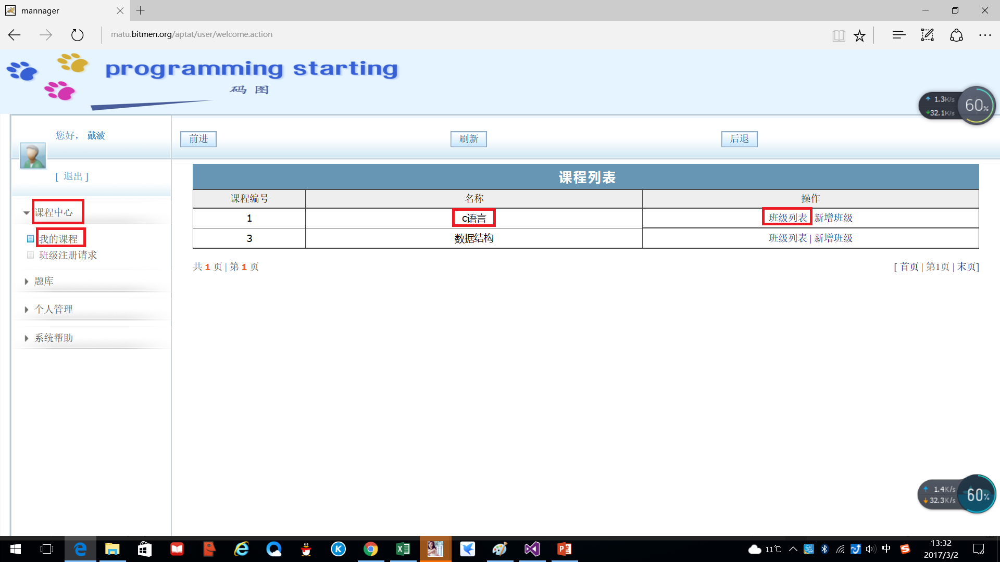 mannager
matu.bitmen.org/aptat/user/welcome.action
programming starting
码 图
1.3K/s
32.1K/s
60%
您好， 戴波
[ 退出 ]
前进 刷新 后退
课程中心
我的课程
班级注册请求
题库
个人管理
系统帮助
课程列表
课程编号 名称 操作
1 c语言 班级列表 新增班级
3 数据结构 班级列表 | 新增班级
共 1 页 | 第 1 页
[ 首页 | 第1页 | 末页]
1.4K/s
32.3K/s
60%
11℃
中
13:32
2017/3/2